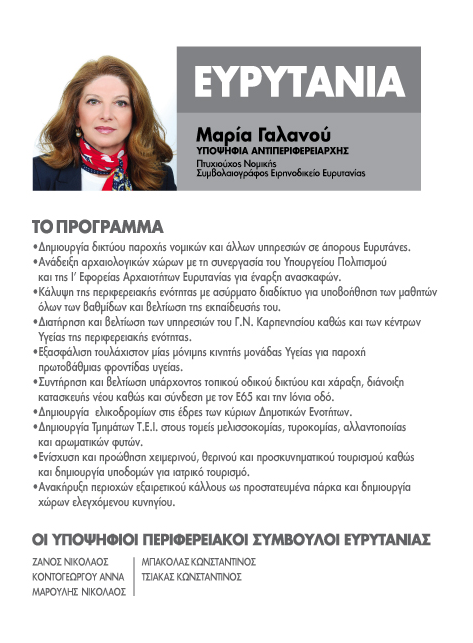 ΕΥΡΥΤΑΝΙΑ
Μαρία Γαλανού
ΥΠΟΨΗΦΙΑ ΑΝΤΙΠΕΡΙΦΕΡΕΙΑΡΧΗΣ
Πτυχιούχος Νομικής
Συμβολαιογράφος Ειρηνοδικείο Ευρυτανίας
ΤΟ ΠΡΟΓΡΑΜΜΑ
•Δημιουργία δικτύου παροχής νομικών και άλλων υπηρεσιών σε άπορους Ευρυτάνες.
•Ανάδειξη αρχαιολογικών χώρων με τη συνεργασία του Υπουργείου Πολιτισμού
και της Ι’ Εφορείας Αρχαιοτήτων Ευρυτανίας για έναρξη ανασκαφών.
•Κάλυψη της περιφερειακής ενότητας με ασύρματο διαδίκτυο για υποβοήθηση των μαθητών
όλων των βαθμίδων και βελτίωση της εκπαίδευσής του.
•Διατήρηση και βελτίωση των υπηρεσιών του Γ.Ν. Καρπενησίου καθώς και των κέντρων
Υγείας της περιφερειακής ενότητας.
•Εξασφάλιση τουλάχιστον μίας μόνιμης κινητής μονάδας Υγείας για παροχή
πρωτοβάθμιας φροντίδας υγείας.
•Συντήρηση και βελτίωση υπάρχοντος τοπικού οδικού δικτύου και χάραξη, διάνοιξη
κατασκευής νέου καθώς και σύνδεση με τον Ε65 και την Ιόνια οδό.
•Δημιουργία ελικοδρομίων στις έδρες των κύριων Δημοτικών Ενοτήτων.
•Δημιουργία Τμημάτων Τ.Ε.Ι. στους τομείς μελισσοκομίας, τυροκομίας, αλλαντοποιίας
και αρωματικών φυτών.
•Ενίσχυση και προώθηση χειμερινού, θερινού και προσκυνηματικού τουρισμού καθώς
και δημιουργία υποδομών για ιατρικό τουρισμό.
•Ανακήρυξη περιοχών εξαιρετικού κάλλους ως προστατευμένα πάρκα και δημιουργία
χώρων ελεγχόμενου κυνηγίου.
ΟΙ ΥΠΟΨΗΦΙΟΙ ΠΕΡΙΦΕΡΕΙΑΚΟΙ ΣΥΜΒΟΥΛΟΙ ΕΥΡΥΤΑΝΙΑΣ
ΖΑΝΟΣ ΝΙΚΟΛΑΟΣ
ΚΟΝΤΟΓΕΩΡΓΟΥ ΑΝΝΑ
ΜΑΡΟΥΛΗΣ ΝΙΚΟΛΑΟΣ
ΜΠΑΚΟΛΑΣ ΚΩΝΣΤΑΝΤΙΝΟΣ
ΤΣΙΑΚΑΣ ΚΩΝΣΤΑΝΤΙΝΟΣ